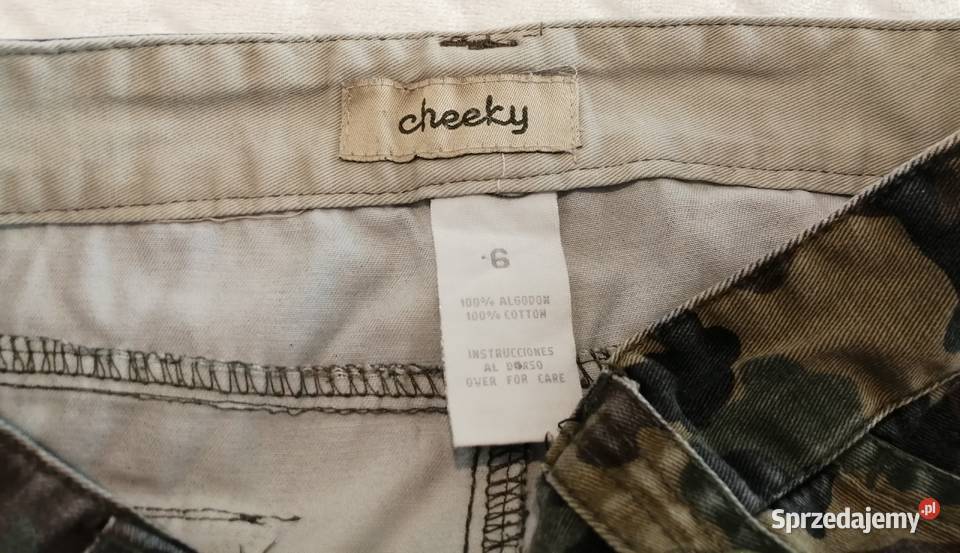 cheeky
6
100% ALGODON
100% COTTON
INSTRUCCIONES
AL DORSO
OVER FOR CARE
Sprzedajemy.pl